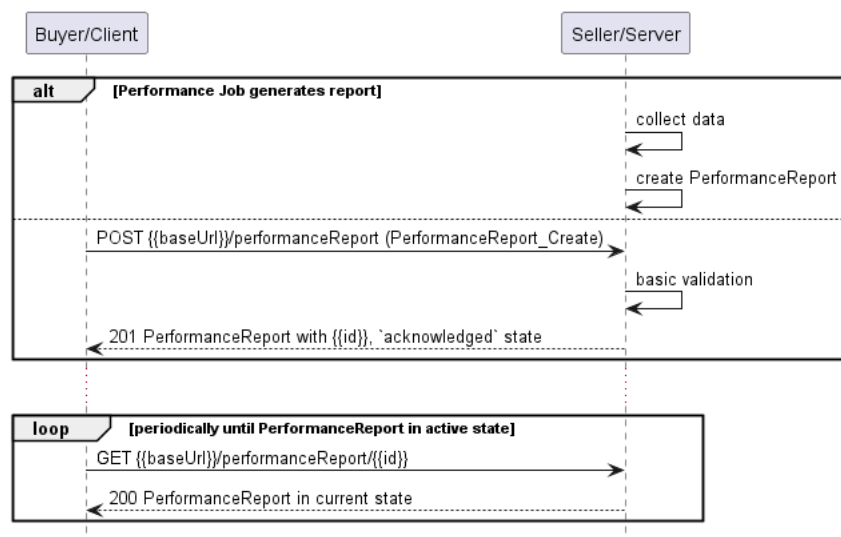 Buyer/Client
Seller/Server
alt
[Performance Job generates report]
collect data
create PerformanceReport
POST {{baseUrl}}/performanceReport (PerformanceReport_Create)
basic validation
201 PerformanceReport with {{id}}, `acknowledged` state
loop
[periodically until PerformanceReport in active state]
GET {{baseUrl}}/performanceReport/{{id}}
200 PerformanceReport in current state